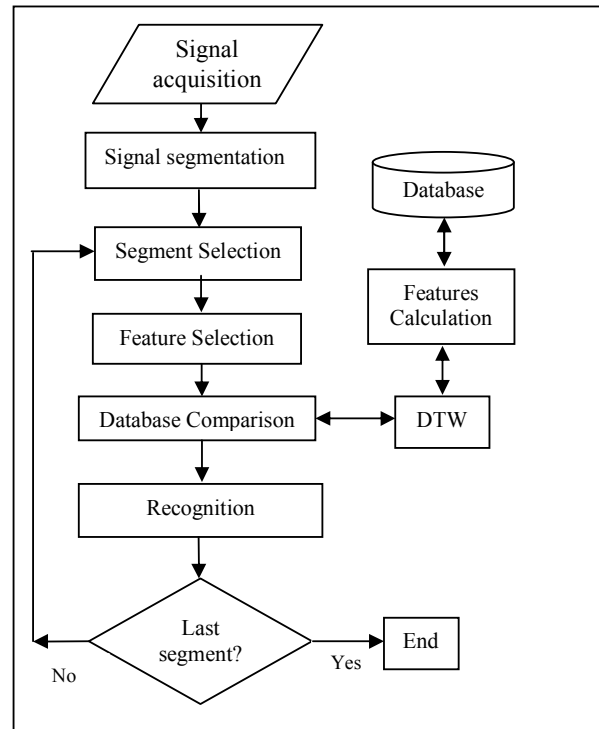 Signal
acquisition
Signal segmentation
Database
Segment Selection
Features
Calculation
Feature Selection
Database Comparison
DTW
Recognition
Last
segment?
End
No
Yes